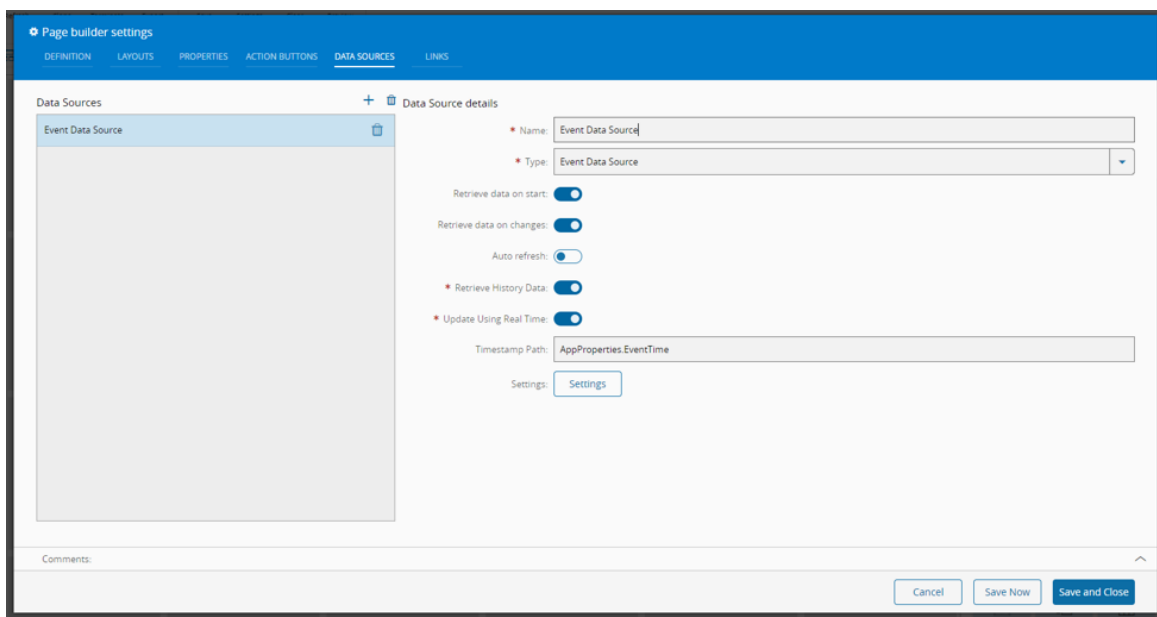 Page builder settings
DEFINITION LAYOUTS PROPERTIES ACTION BUTTONS DATA SOURCES LINKS
Data Sources
Event Data Source
Data Source details
* Name: Event Data Source
* Type: Event Data Source
Retrieve data on start:
Retrieve data on changes:
Auto refresh:
* Retrieve History Data:
* Update Using Real Time:
Timestamp Path: AppProperties.EventTime
Settings: Settings
Comments:
Cancel Save Now Save and Close